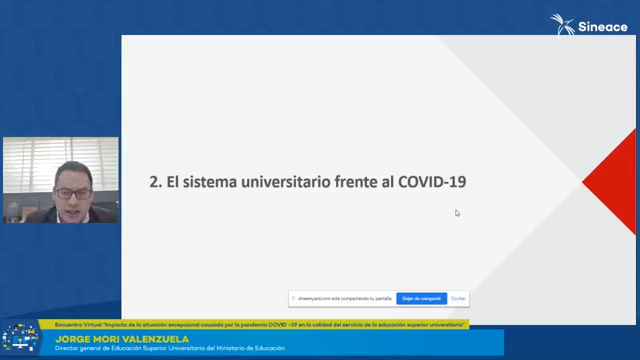 Sineace
2. El sistema universitario frente al COVID-19
streamyard.com está compartiendo tu pantalla.
Dejar de compartir
Ocultar
Encuentro Virtual "Impacto de la situación excepcional causada por la pandemia COVID -19 en la calidad del servicio de la educación superior universitaria"
JORGE MORI VALENZUELA
Director general de Educación Superior Universitaria del Ministerio de Educación